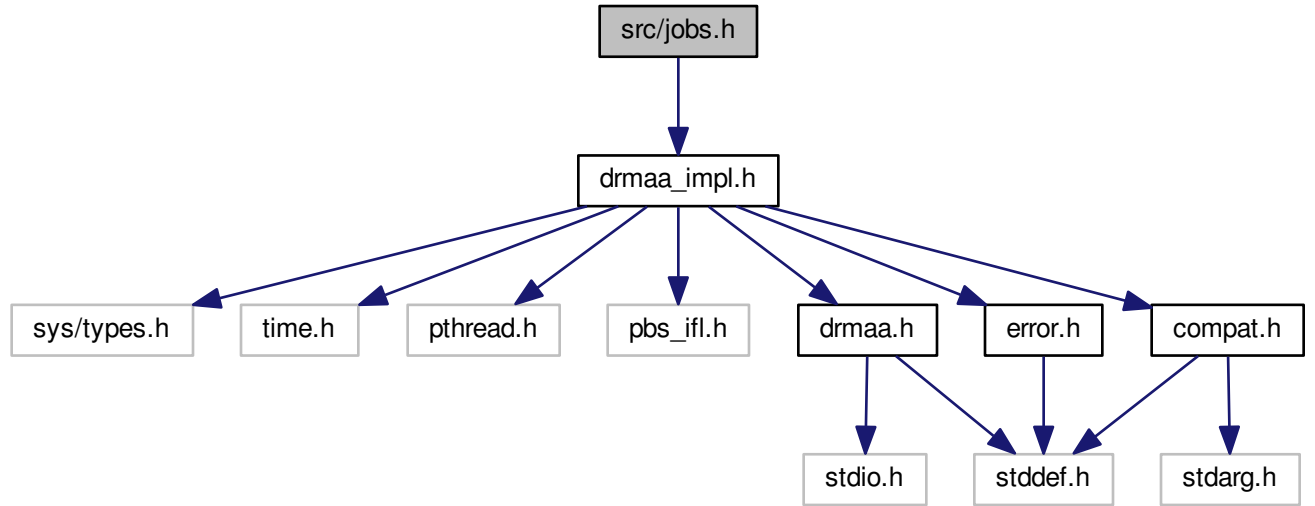 src/jobs.h
drmaa_impl.h
sys/types.h
time.h
pthread.h
pbs_ifl.h
drmaa.h
error.h
compat.h
stdio.h
stddef.h
stdarg.h